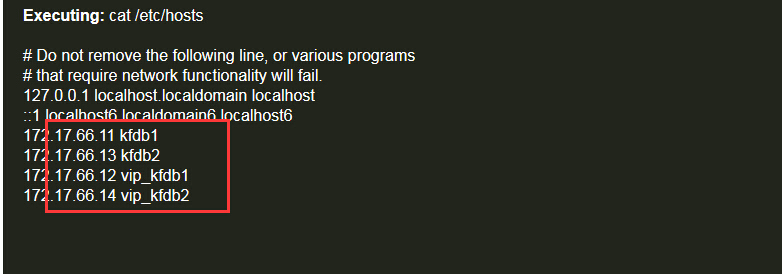 Executing: cat /etc/hosts
# Do not remove the following line, or various programs
# that require network functionality will fail.
127.0.0.1 localhost.localdomain localhost
::1 localhost6.localdomain6 localhost6
172.17.66.11 kfdb1
172.17.66.13 kfdb2
172.17.66.12 vip_kfdb1
172.17.66.14 vip_kfdb2